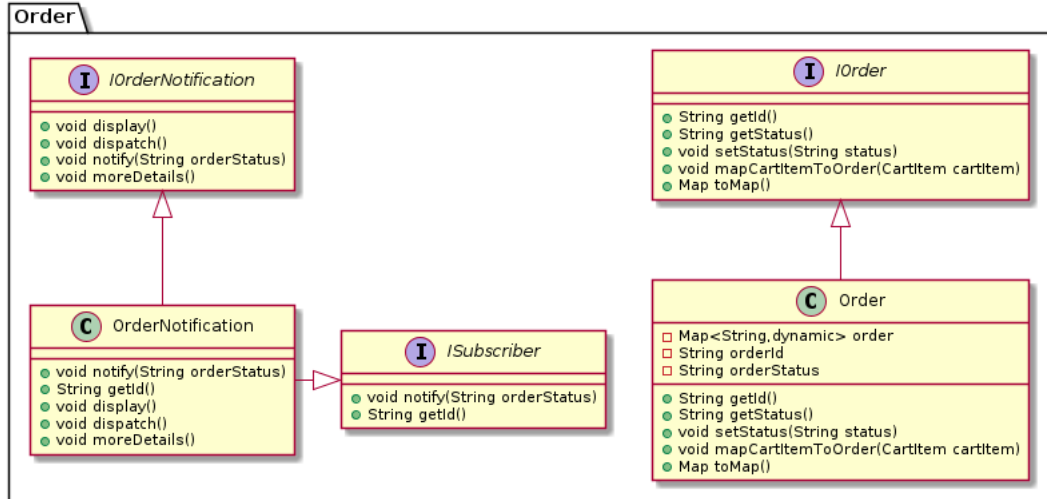 Order
I IOrderNotification
void display()
void dispatch()
void notify(String orderStatus)
void moreDetails()
I IOrder
String getId()
String getStatus()
void setStatus(String status)
void mapCartItemToOrder(CartItem cartItem)
Map toMap()
C OrderNotification
void notify(String orderStatus)
String getId()
void display()
void dispatch()
void moreDetails()
I ISubscriber
void notify(String orderStatus)
String getId()
C Order
Map<String,dynamic> order
String orderId
String orderStatus
String getId()
String getStatus()
void setStatus(String status)
void mapCartItemToOrder(CartItem cartItem)
Map toMap()